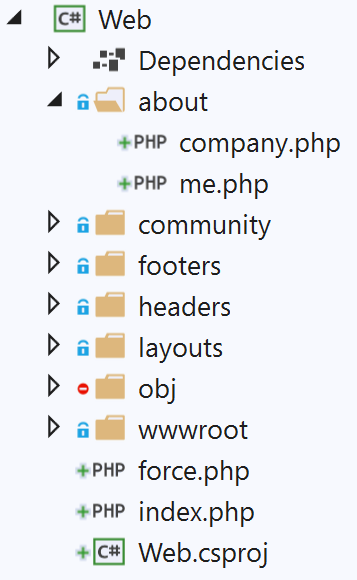 C# Web
Dependencies
about
PHP company.php
PHP me.php
community
footers
headers
layouts
obj
wwwroot
PHP force.php
PHP index.php
C# Web.csproj